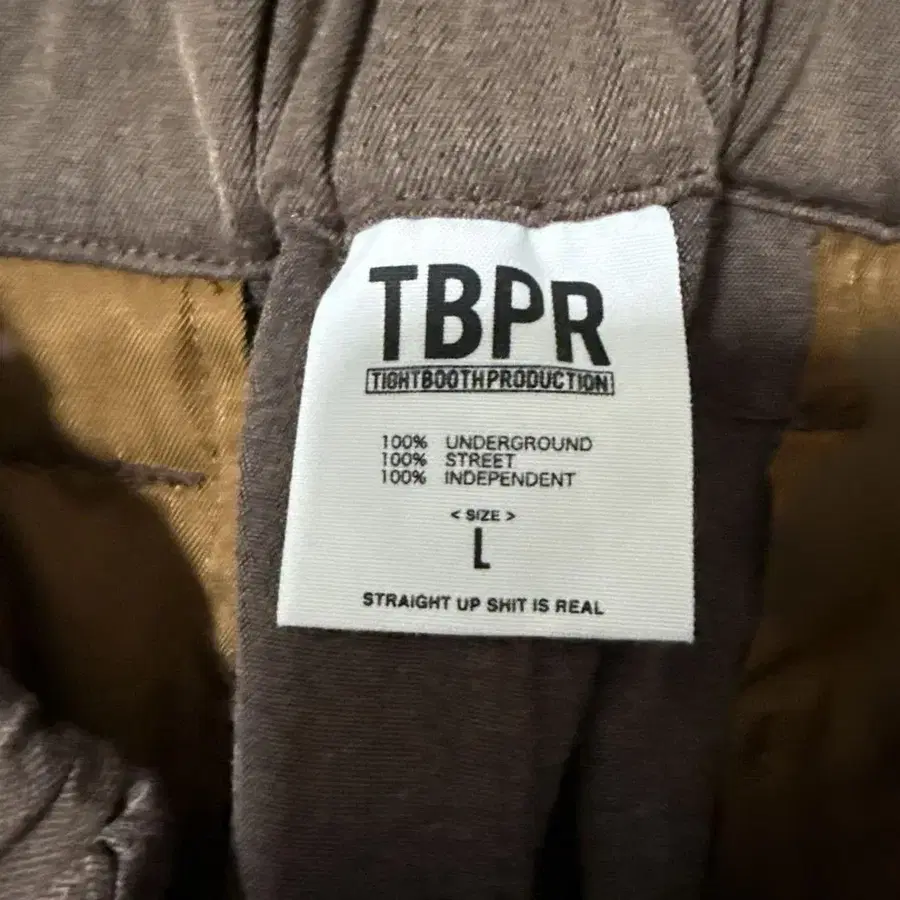 TBPR
TIGHTBOOTHPRODUCTION
100% UNDERGROUND
100% STREET
100% INDEPENDENT
< SIZE >
L
STRAIGHT UP SHIT IS REAL